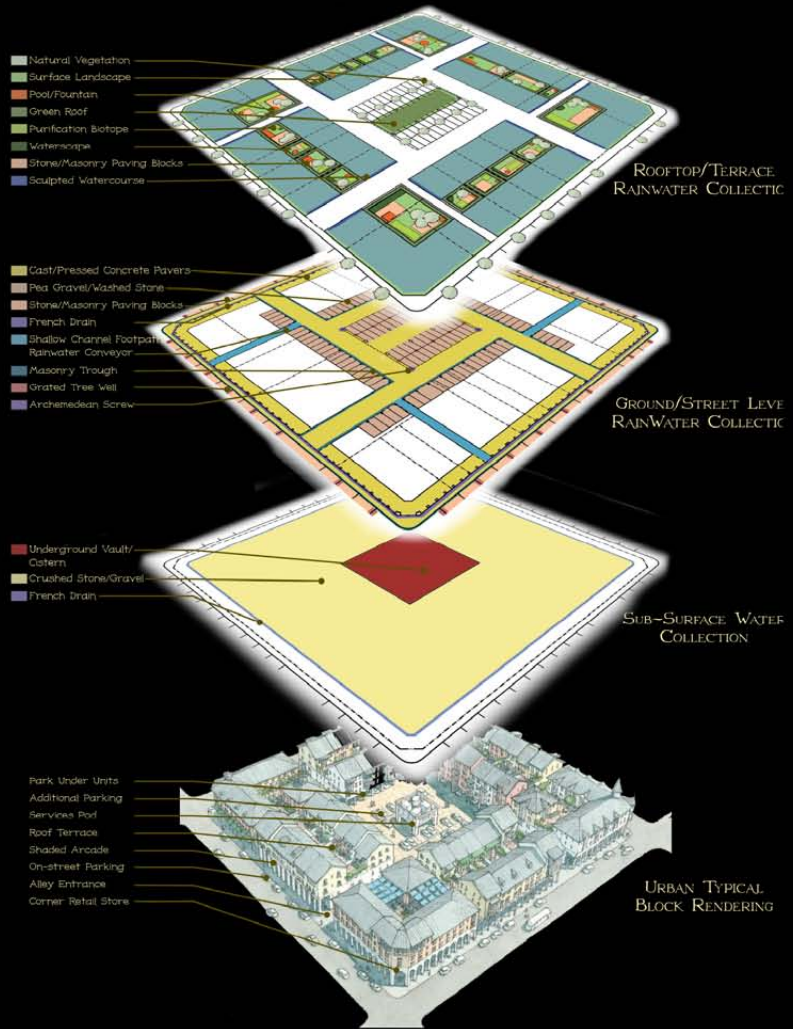 Natural Vegetation
Surface Landscape
Pool/Fountain
Green Roof
Purification Biotope
Waterscape
Stone/Masonry Paving Blocks
Sculpted Watercourse
Rooftop/Terrace
Rainwater Collectic
Cast/Pressed Concrete Pavers
Pea Gravel/Washed Stone
Stone/Masonry Paving Blocks
French Drain
Shallow Channel Footpath
Rainwater Conveyor
Masonry Trough
Grated Tree Well
Archemedean Screw
Ground/Street Leve
RainWater Collectic
Underground Vault/
Cistern
Crushed Stone/Gravel
French Drain
Sub-Surface Water
Collection
Park Under Units
Additional Parking
Services Pod
Roof Terrace
Shaded Arcade
On-street Parking
Alley Entrance
Corner Retail Store
Urban Typical
Block Rendering